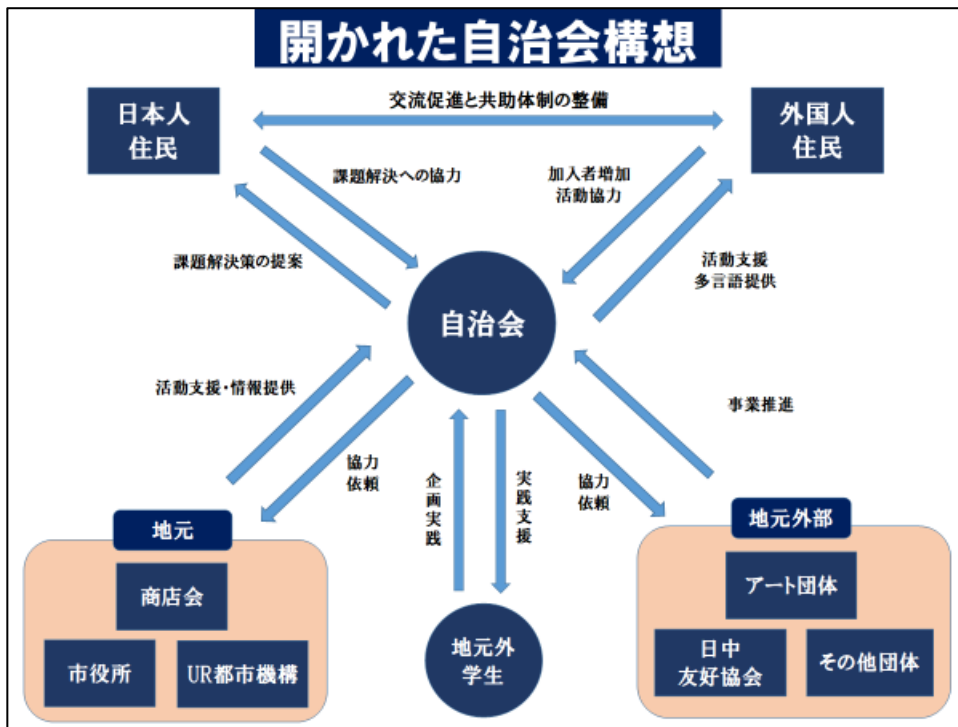 開かれた自治会構想
日本人
住民
交流促進と共助体制の整備
外国人
住民
課題解決への協力
加入者増加
活動協力
課題解決策の提案
活動支援
多言語提供
自治会
活動支援・情報提供
事業推進
協力
依頼
企画実践
実践支援
協力
依頼
地元
地元外部
商店会
アート団体
市役所
UR都市機構
地元外
学生
日中
友好協会
その他団体